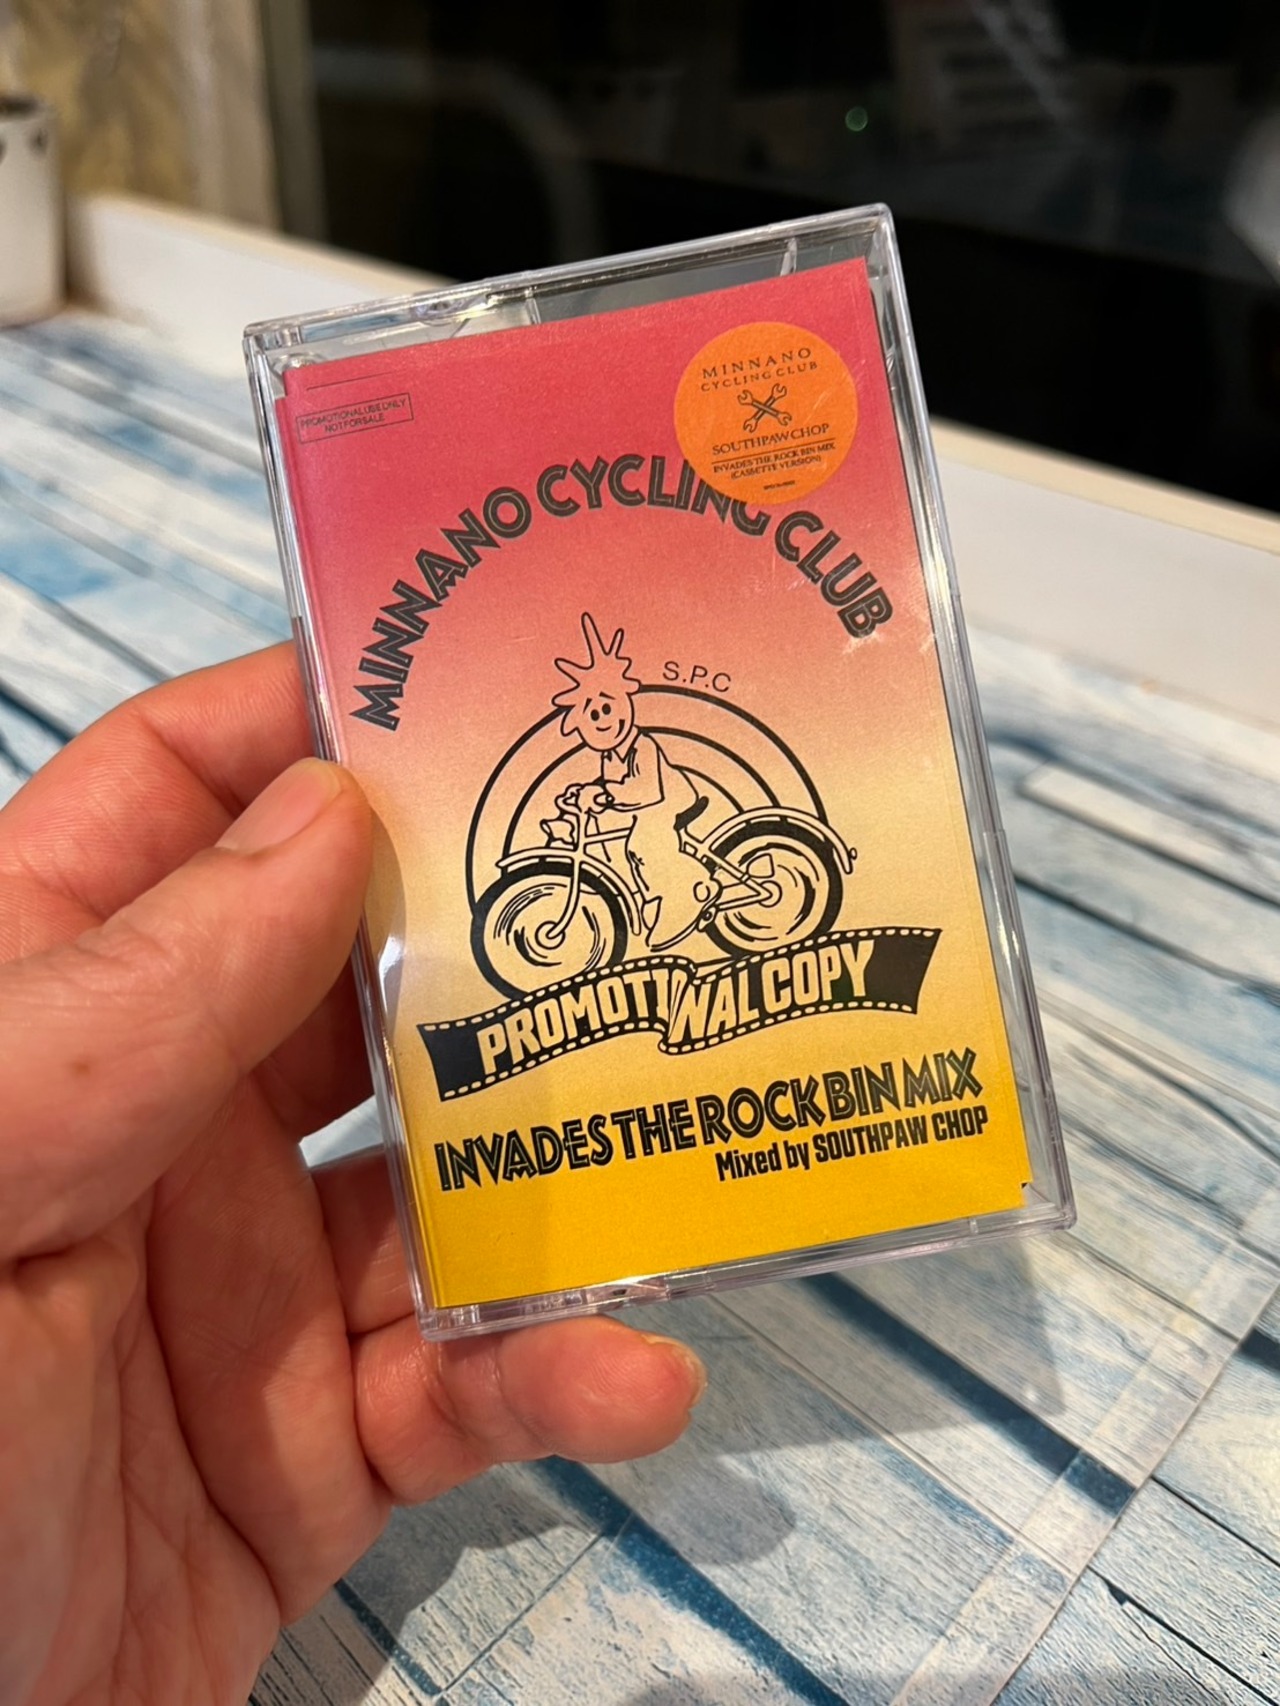 PROMOTIONAL USE ONLY
NOT FOR SALE
MINNANO
CYCLING CLUB
SOUTHPAW CHOP
INVADES THE ROCK BIN MIX
(CASSETTE VERSION)
MINNANO CYCLING CLUB
S.P.C
PROMOTIONAL COPY
INVADES THE ROCK BIN MIX
Mixed by SOUTHPAW CHOP